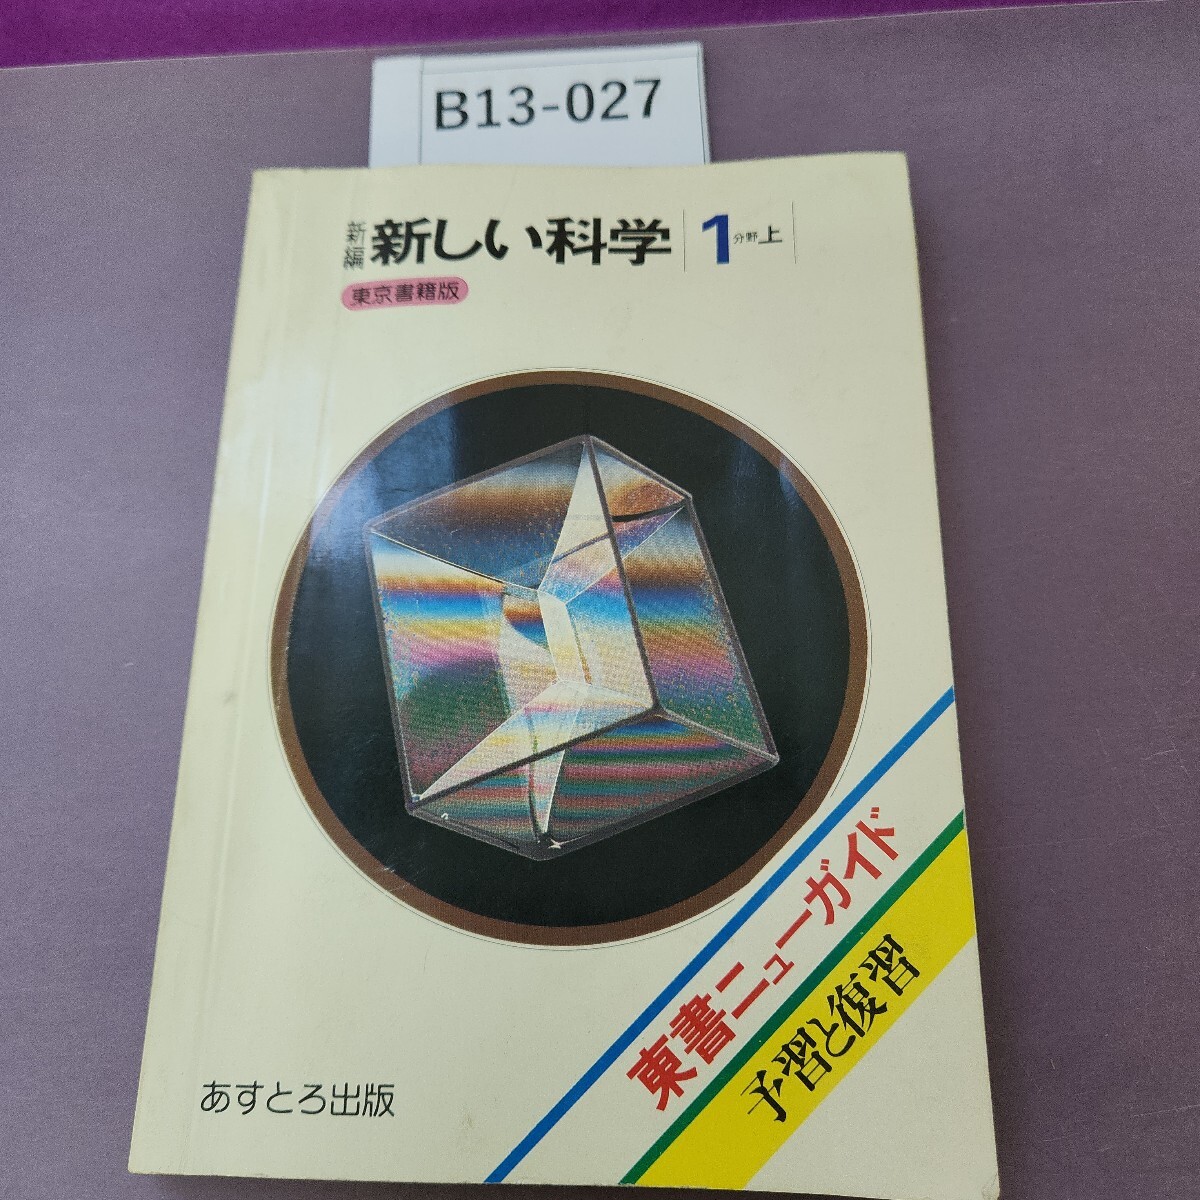 B13-027
新編 新しい科学 1 分野 上
東京書籍版
東書ニューガイド
予習と復習
あすとろ出版